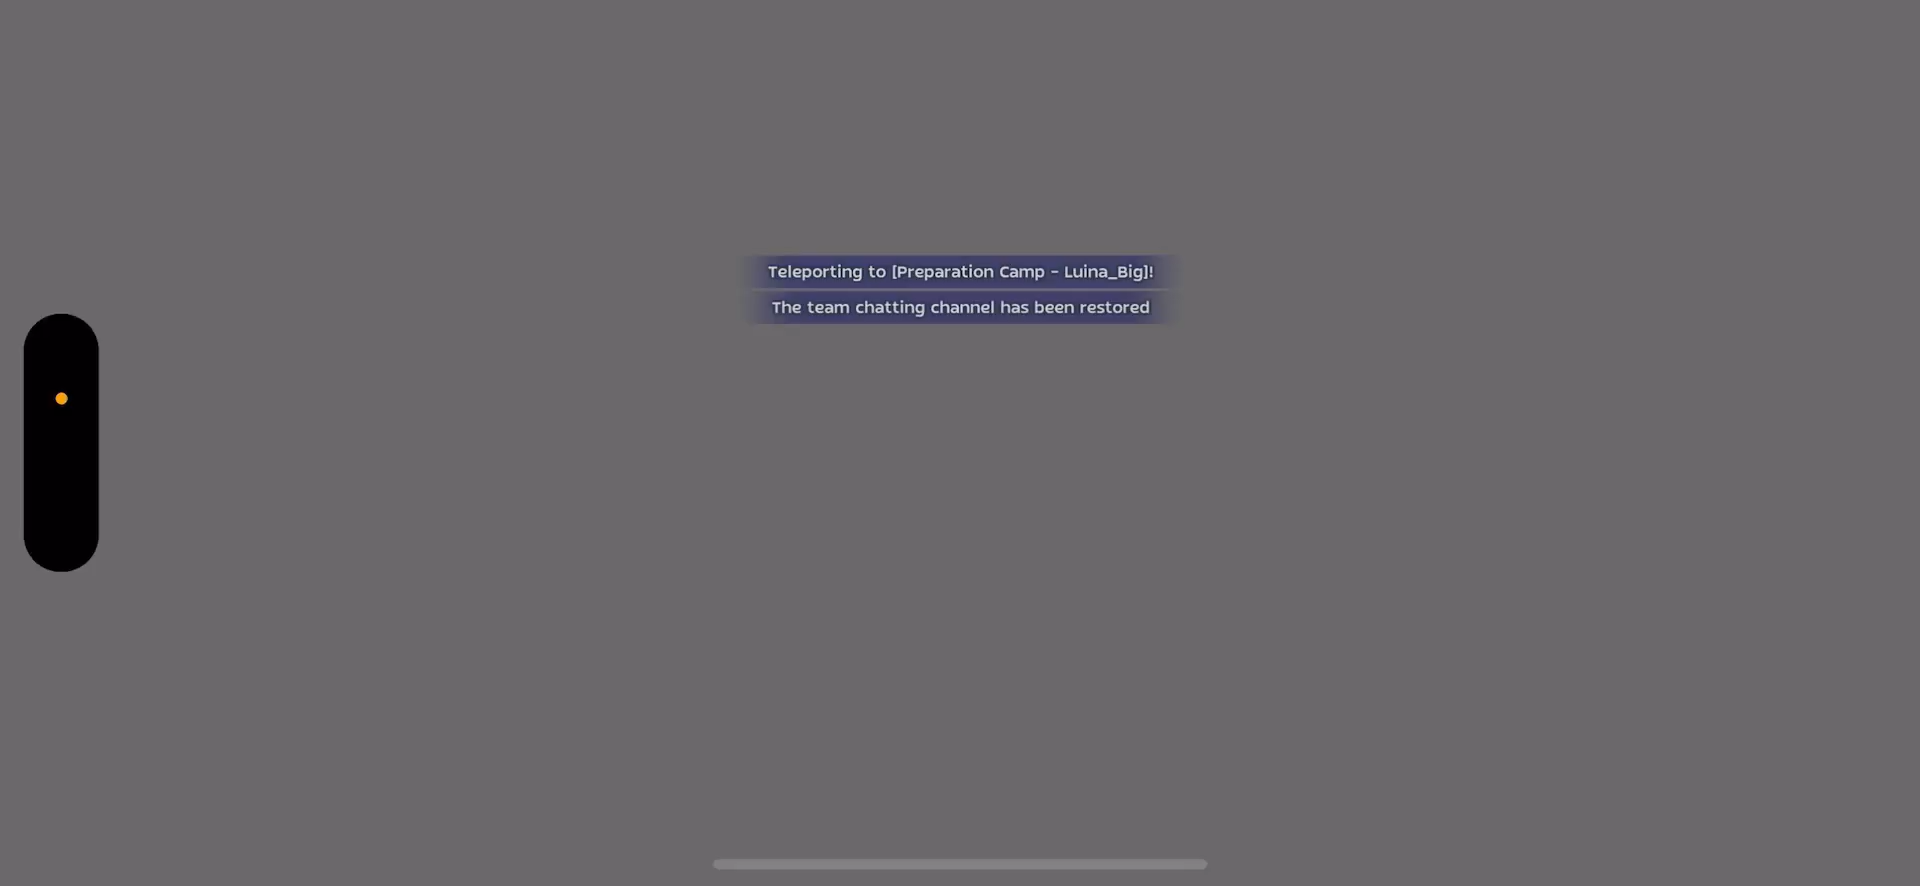 Teleporting to [Preparation Camp - Luina_Big]!
The team chatting channel has been restored